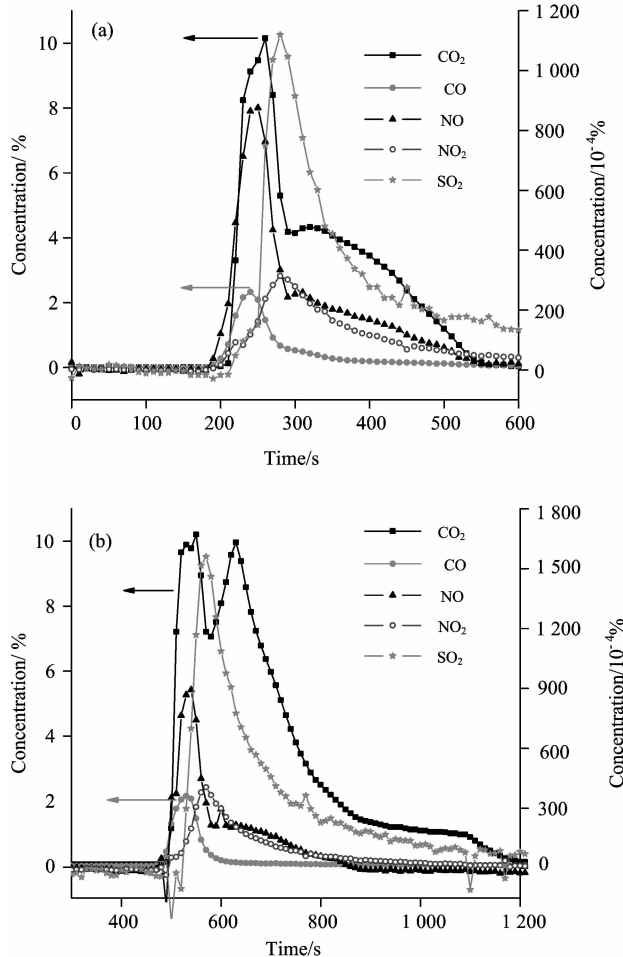 (a)
Concentration/ %
10
8
6
4
2
0
1 200
1 100
900
600
300
200
0
Concentration/10⁻⁴%
CO₂
CO
NO
NO₂
SO₂
0 100 200 300 400 500 600
Time/s
(b)
Concentration/ %
10
8
6
4
2
0
1 800
1 500
1 200
900
600
300
0
Concentration/10⁻⁴%
CO₂
CO
NO
NO₂
SO₂
400 600 800 1 000 1 200
Time/s